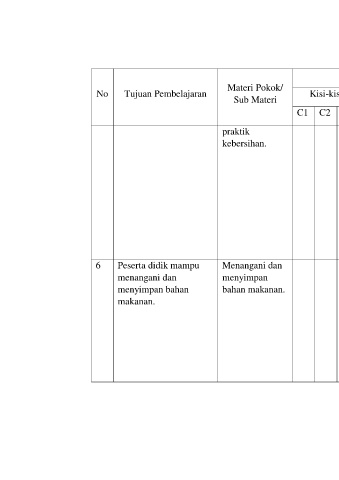 No
Tujuan Pembelajaran
Materi Pokok/
Sub Materi
Kisi-kis
C1
C2
praktik
kebersihan.
6
Peserta didik mampu
menangani dan
menyimpan bahan
makanan.
Menangani dan
menyimpan
bahan makanan.